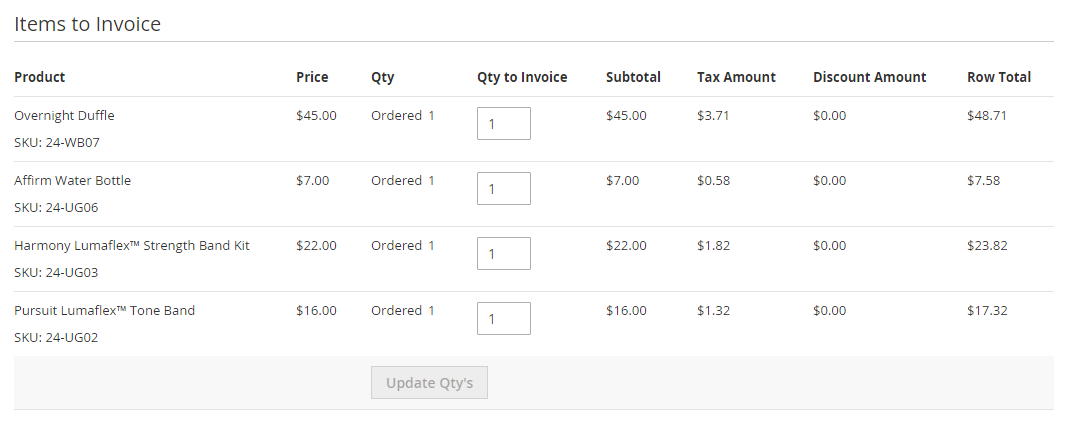 Items to Invoice
Product Price Qty Qty to Invoice Subtotal Tax Amount Discount Amount Row Total
Overnight Duffle $45.00 Ordered 1 1 $45.00 $3.71 $0.00 $48.71
SKU: 24-WB07
Affirm Water Bottle $7.00 Ordered 1 1 $7.00 $0.58 $0.00 $7.58
SKU: 24-UG06
Harmony Lumaflex™ Strength Band Kit $22.00 Ordered 1 1 $22.00 $1.82 $0.00 $23.82
SKU: 24-UG03
Pursuit Lumaflex™ Tone Band $16.00 Ordered 1 1 $16.00 $1.32 $0.00 $17.32
SKU: 24-UG02
Update Qty's